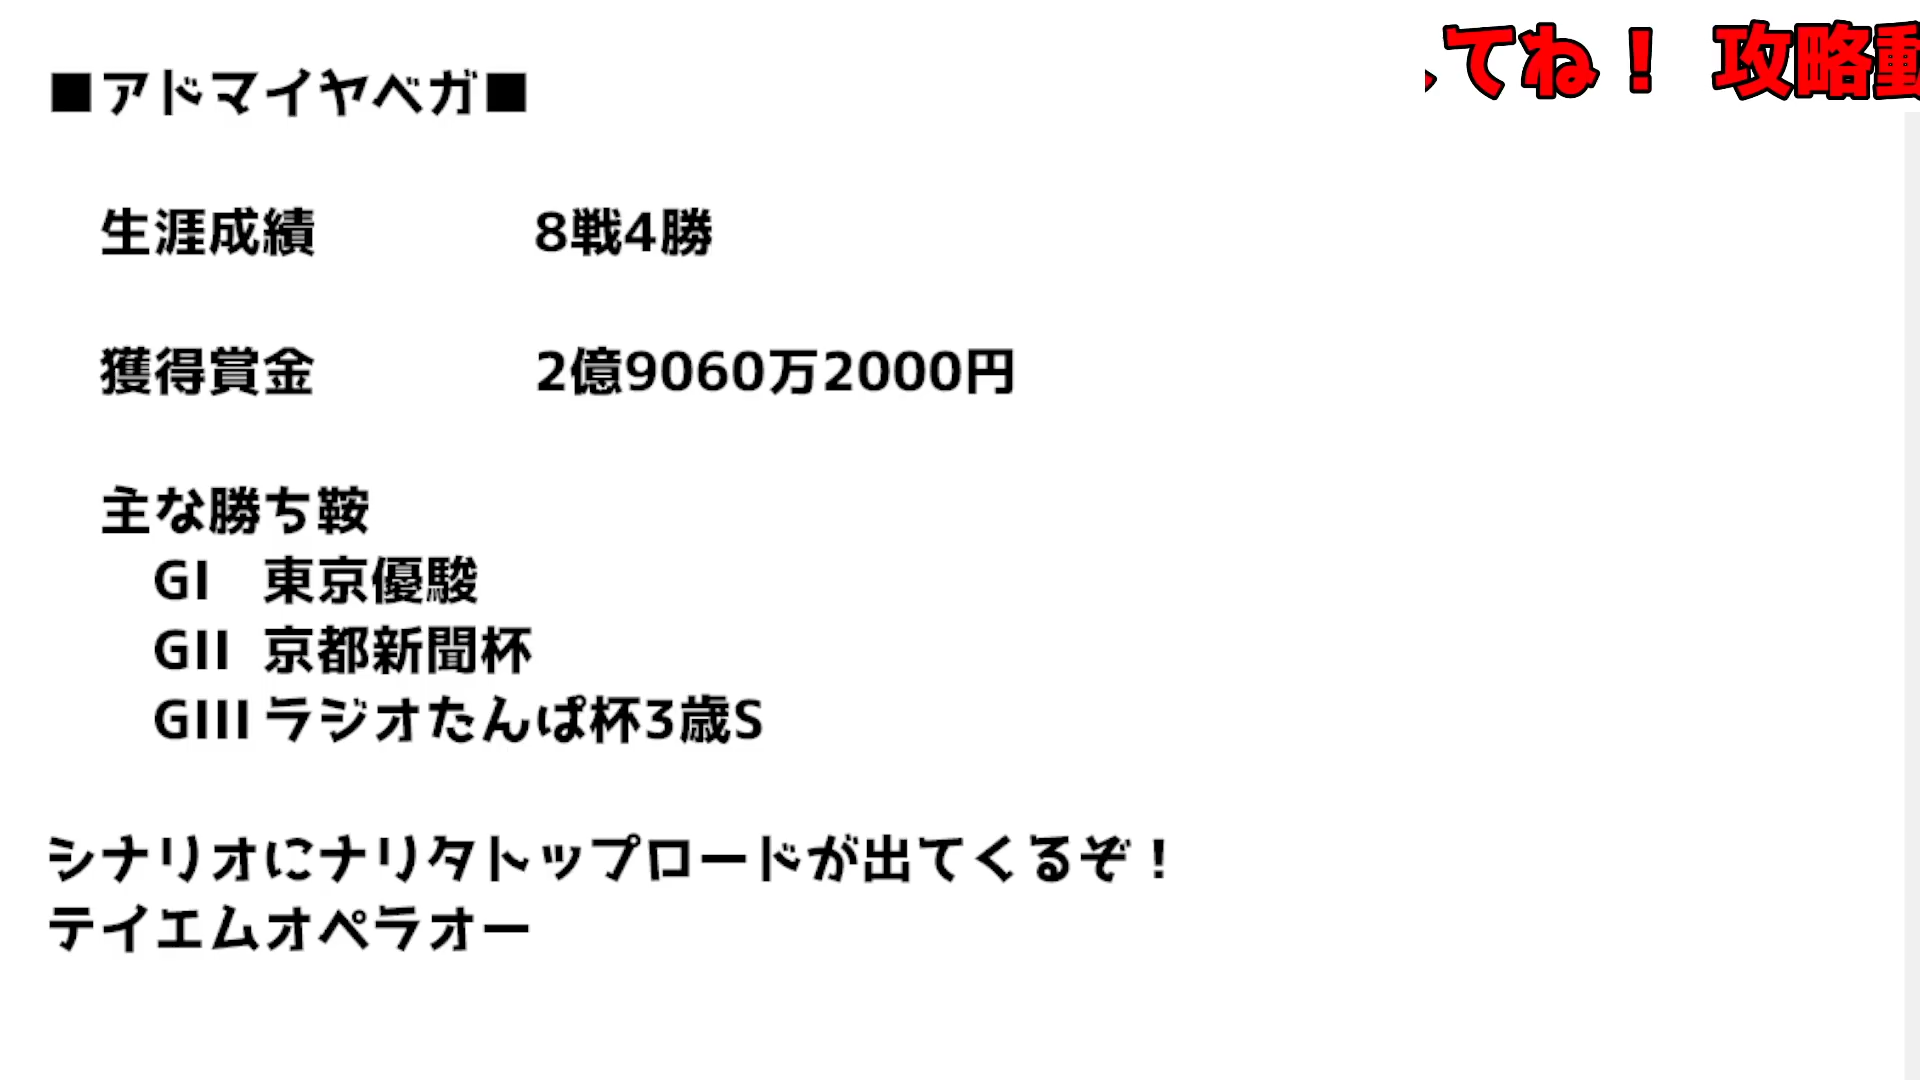 てね！ 攻略
■アドマイヤベガ■
生涯成績 8戦4勝
獲得賞金 2億9060万2000円
主な勝ち鞍
GI 東京優駿
GII 京都新聞杯
GIII ラジオたんぱ杯3歳S
シナリオにナリタトップロードが出てくるぞ！
テイエムオペラオー